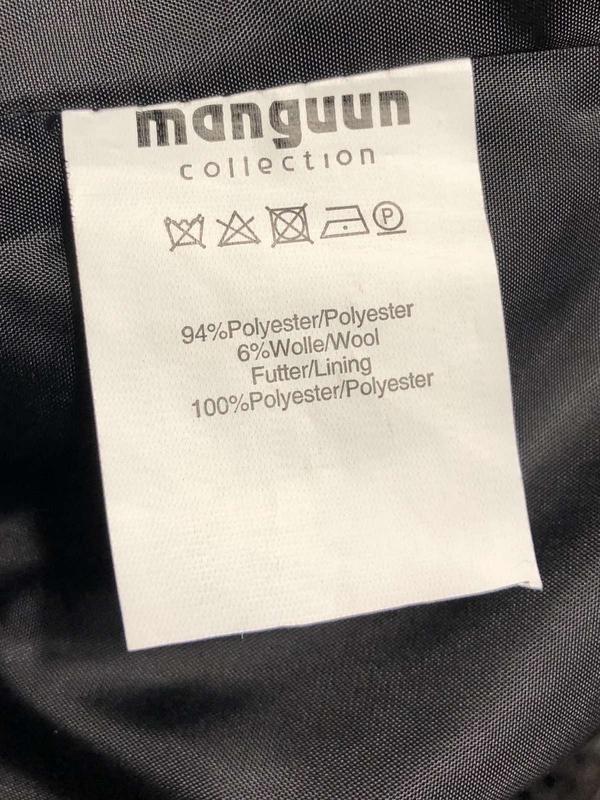 manguun
collection
P
94%Polyester/Polyester
6%Wolle/Wool
Futter/Lining
100%Polyester/Polyester